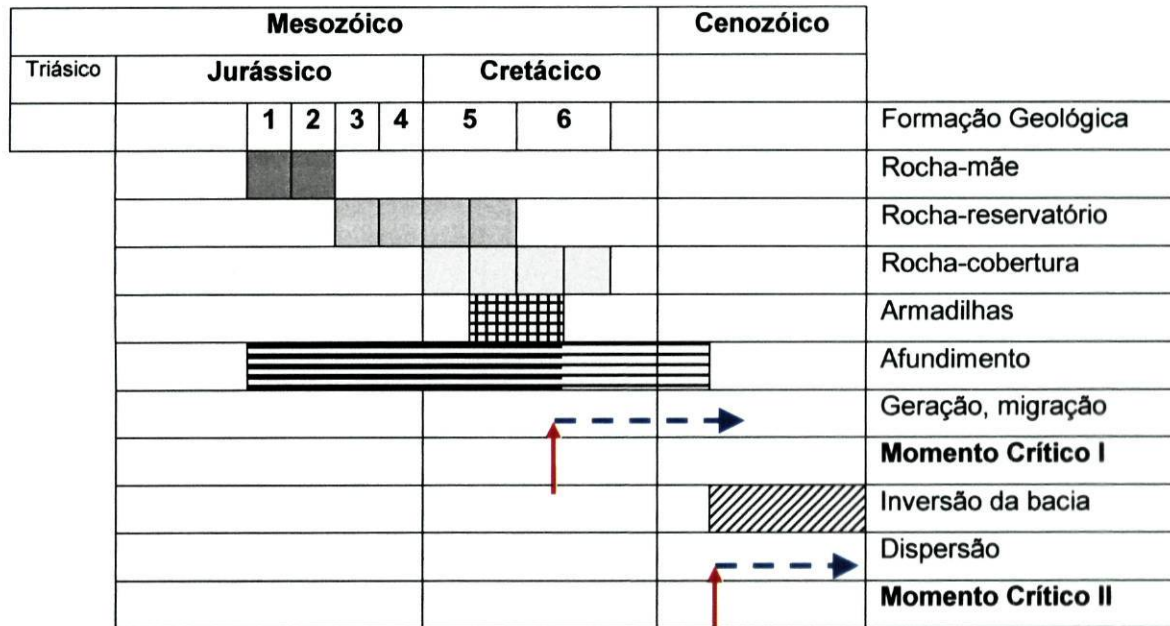 Mesozóico Cenozóico
Triásico Jurássico Cretácico
1 2 3 4 5 6 Formação Geológica
Rocha-mãe
Rocha-reservatório
Rocha-cobertura
Armadilhas
Afundimento
Geração, migração
Momento Crítico I
Inversão da bacia
Dispersão
Momento Crítico II